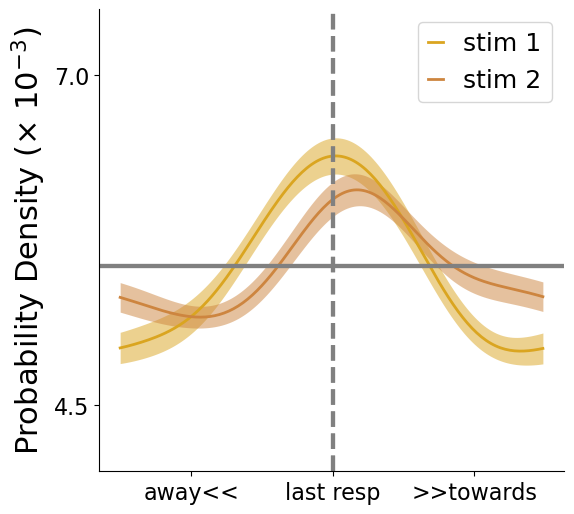 Probability Density (× 10⁻³)
7.0
4.5
stim 1
stim 2
away<< last resp >>towards